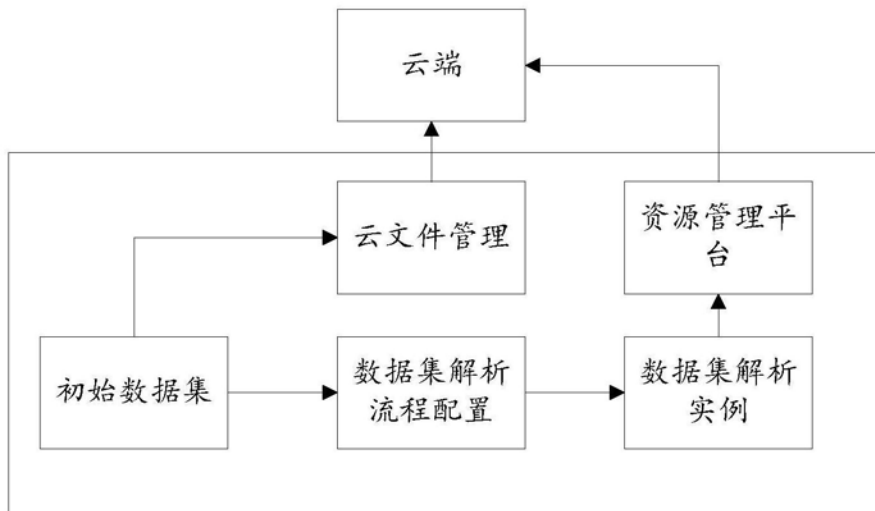 云端
云文件管理
资源管理平
台
初始数据集
数据集解析
流程配置
数据集解析
实例